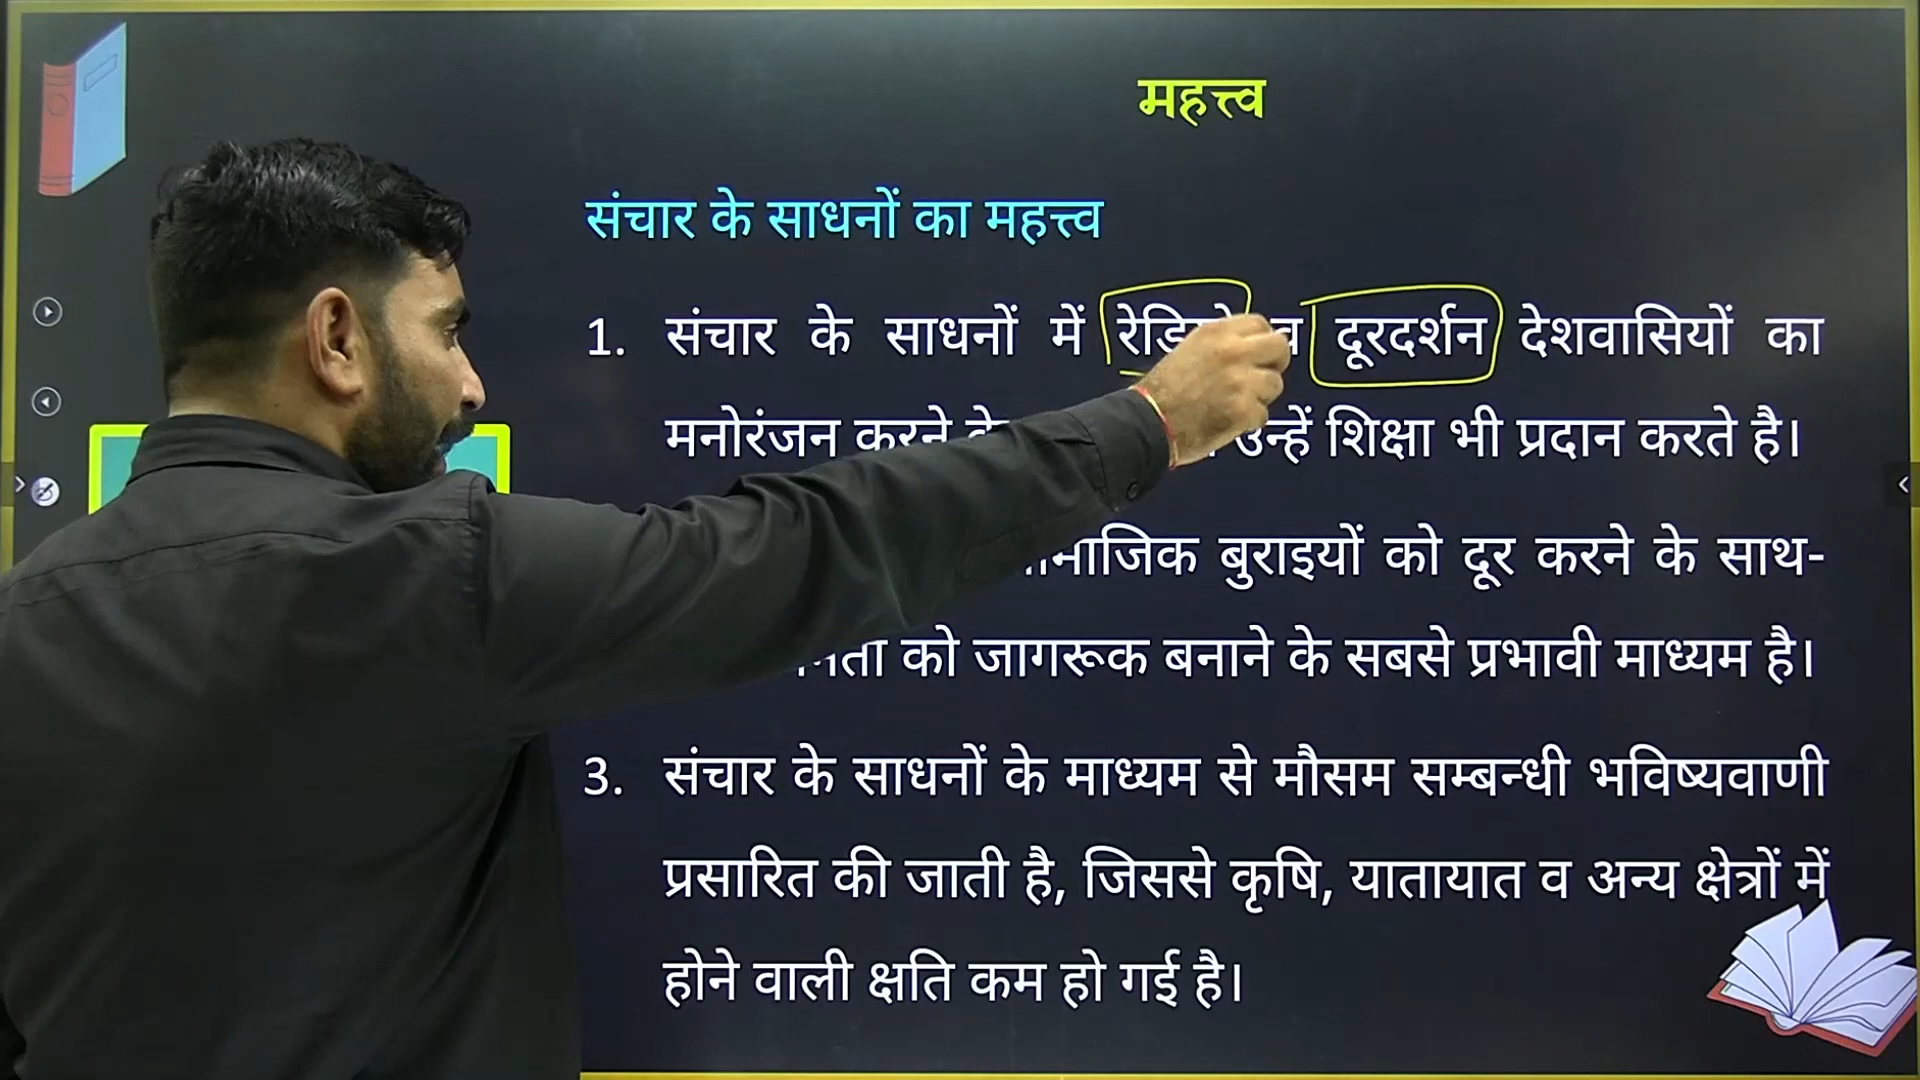 महत्त्व
संचार के साधनों का महत्त्व
1. संचार के साधनों में व दूरदर्शन देशवासियों का
मनोरंजन करने उन्हें शिक्षा भी प्रदान करते है।
बुराइयों को दूर करने के साथ-
को जागरूक बनाने के सबसे प्रभावी माध्यम है।
3. संचार के साधनों के माध्यम से मौसम सम्बन्धी भविष्यवाणी
प्रसारित की जाती है, जिससे कृषि, यातायात व अन्य क्षेत्रों में
होने वाली क्षति कम हो गई है।